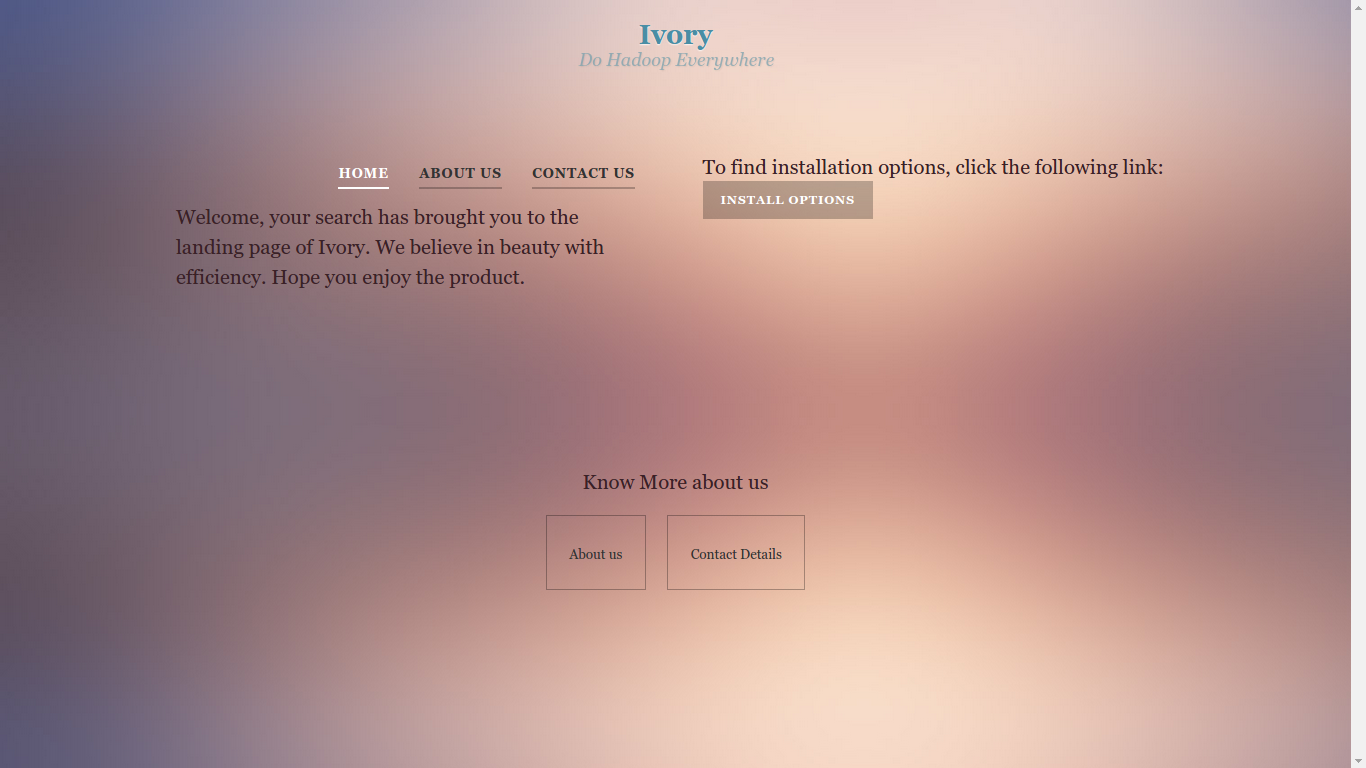 Ivory
Do Hadoop Everywhere
HOME ABOUT US CONTACT US
Welcome, your search has brought you to the
landing page of Ivory. We believe in beauty with
efficiency. Hope you enjoy the product.
To find installation options, click the following link:
INSTALL OPTIONS
Know More about us
About us
Contact Details